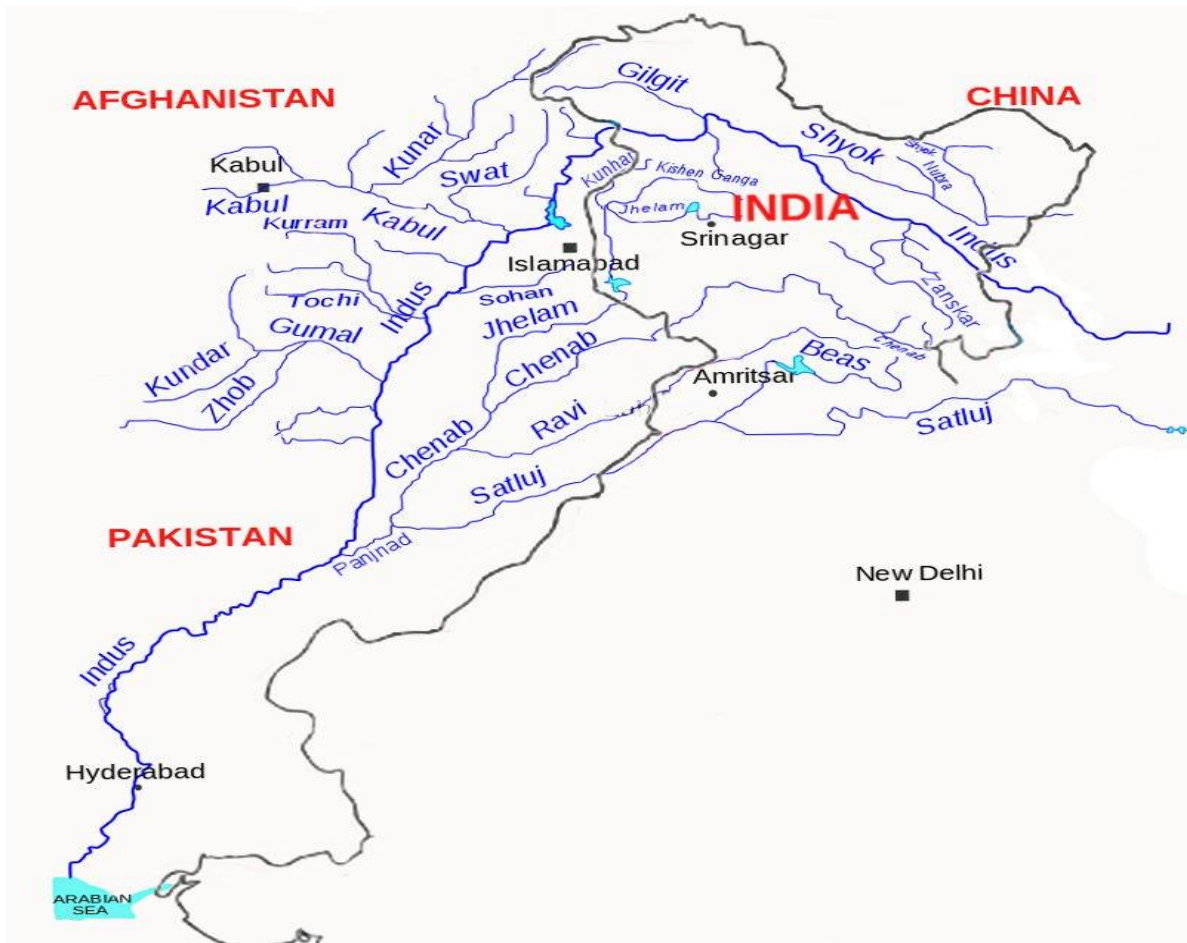 AFGHANISTAN
CHINA
Gilgit
Shyok
Shyok
Nubra
Kunar
Swat
Kunhar
Kishen Ganga
Kabul
Kabul
Kurram
Kabul
Jhelam
INDIA
Srinagar
Indus
Islamabad
Zanskar
Indus
Sohan
Tochi
Jhelam
Gumal
Chenab
Chenab
Beas
Kundar
Zhob
Amritsar
Ravi
Satluj
Chenab
Satluj
PAKISTAN
Panjnad
New Delhi
Indus
Hyderabad
ARABIAN
SEA